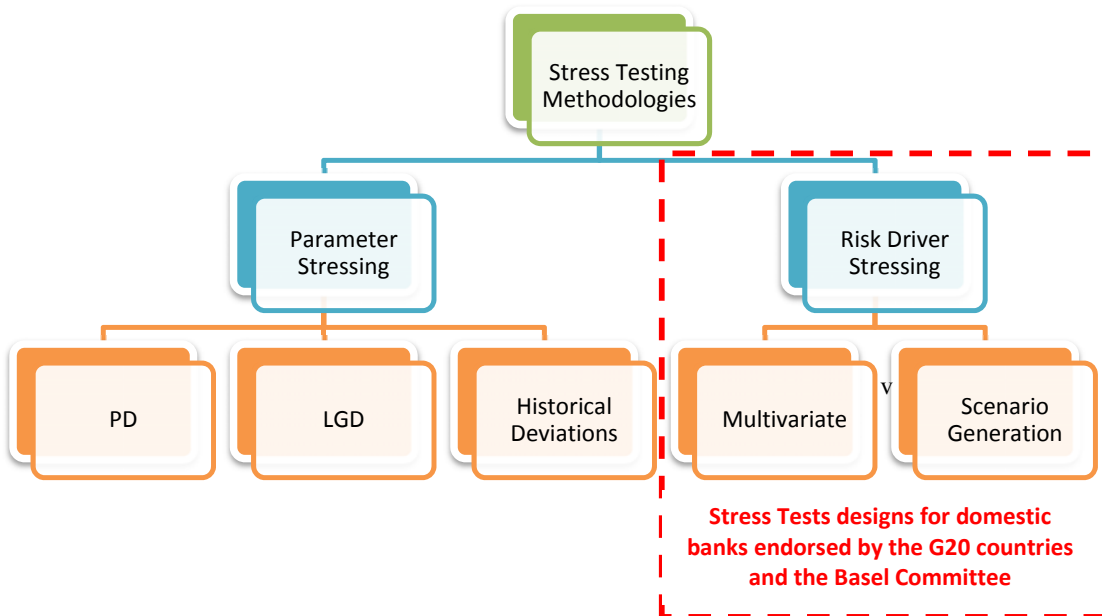 Stress Testing
Methodologies
Parameter
Stressing
Risk Driver
Stressing
PD
LGD
Historical
Deviations
Multivariate
v
Scenario
Generation
Stress Tests designs for domestic
banks endorsed by the G20 countries
and the Basel Committee